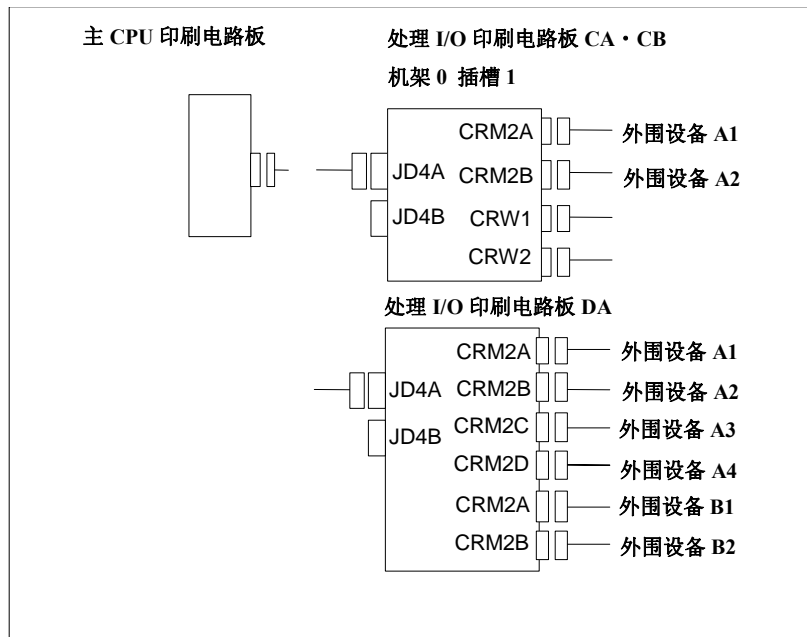 主 CPU 印刷电路板
处理 I/O 印刷电路板 CA・CB
机架 0 插槽 1
CRM2A
外围设备 A1
JD4A
CRM2B
外围设备 A2
JD4B
CRW1
CRW2
处理 I/O 印刷电路板 DA
CRM2A
外围设备 A1
JD4A
CRM2B
外围设备 A2
JD4B
CRM2C
外围设备 A3
CRM2D
外围设备 A4
CRM2A
外围设备 B1
CRM2B
外围设备 B2